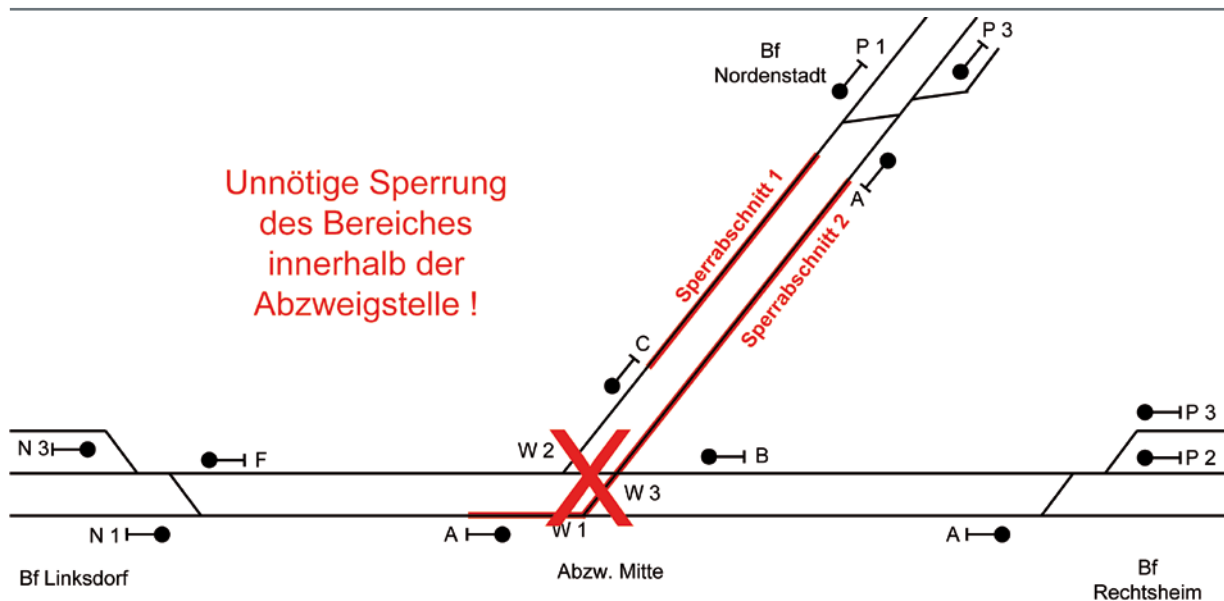 P 1
P 3
Bf
Nordenstadt
Unnötige Sperrung
des Bereiches
innerhalb der
Abzweigstelle !
Sperrabschnitt 1
A
Sperrabschnitt 2
C
N 3
F
W 2
B
P 3
P 2
W 3
N 1
A
W 1
A
Bf Linksdorf
Abzw. Mitte
Bf
Rechtsheim